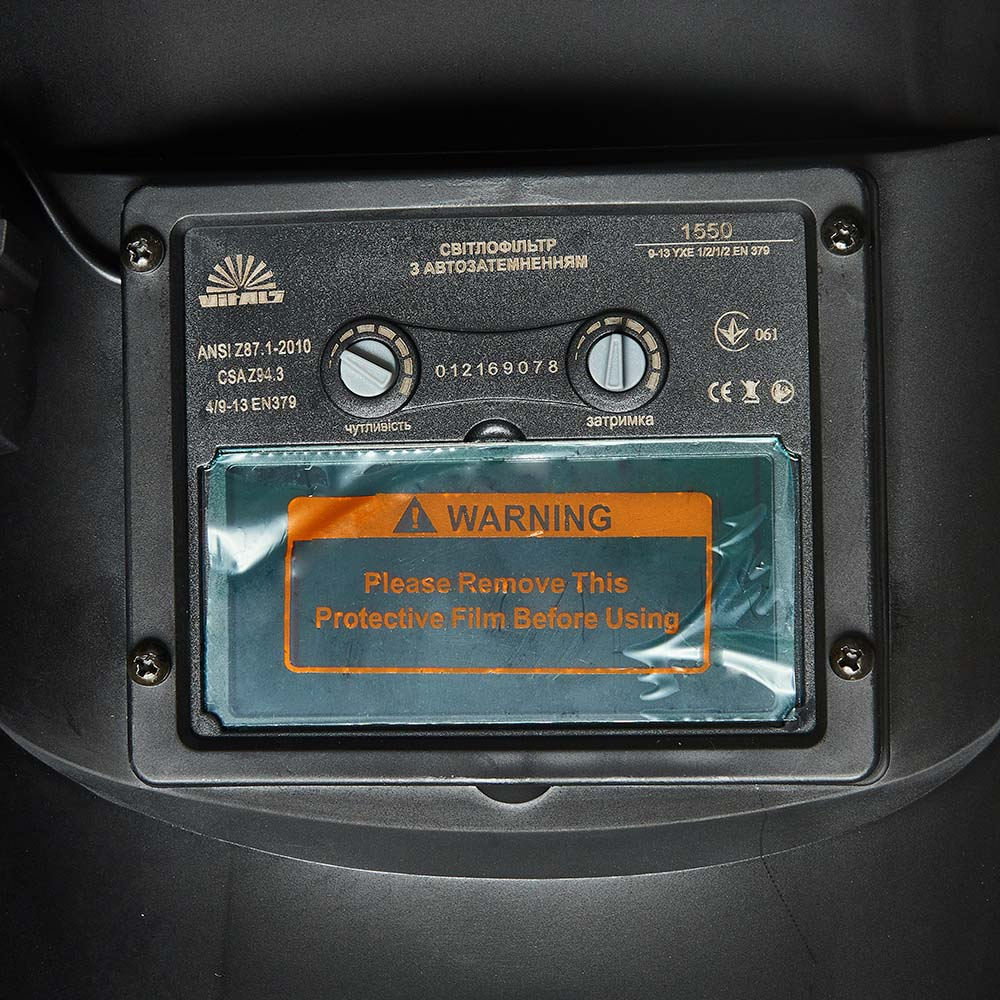 СВІТЛОФІЛЬТР
З АВТОЗАТЕМНЕННЯМ
1550
9-13 YXE 1/2/1/2 EN 379
VITALS
ANSI Z87.1-2010
CSA Z94.3
4/9-13 EN379
012169078
061
CE
чутливість
затримка
WARNING
Please Remove This
Protective Film Before Using